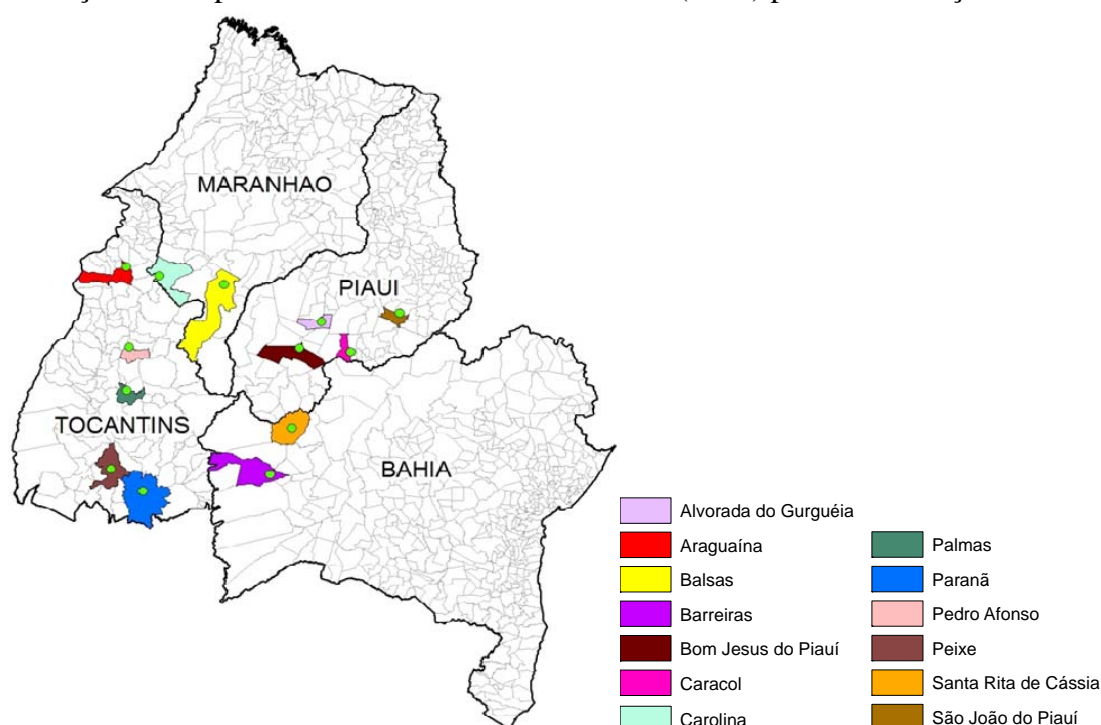 MARANHAO
PIAUI
TOCANTINS
BAHIA
Alvorada do Gurguéia
Araguaína
Balsas
Barreiras
Bom Jesus do Piauí
Caracol
Carolina
Palmas
Paranã
Pedro Afonso
Peixe
Santa Rita de Cássia
São João do Piauí